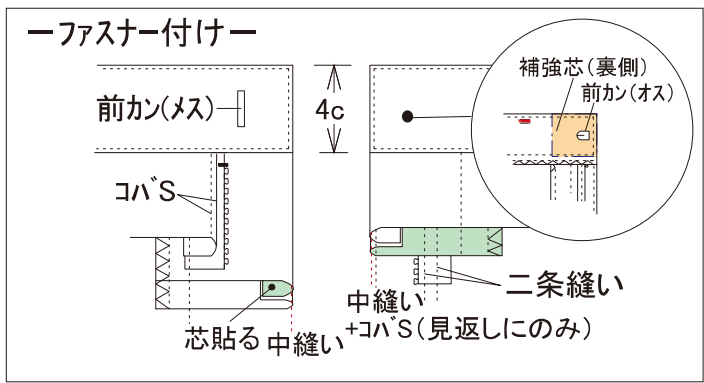 ーファスナー付けー
補強芯(裏側)
前カン(オス)
前カン(メス)
4c
コバS
二条縫い
中縫い
+コバS(見返しにのみ)
芯貼る
中縫い